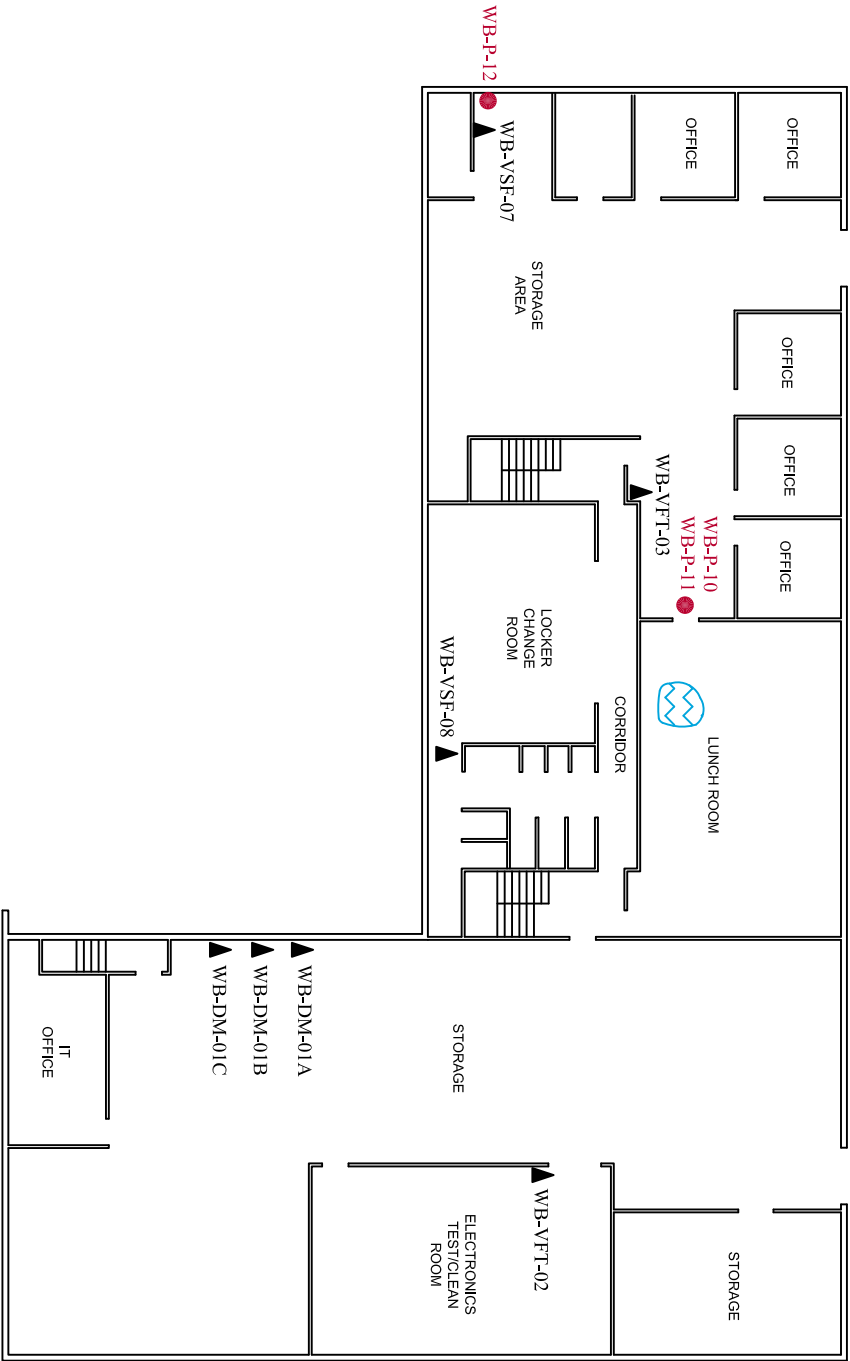 WB-P-12
WB-VSF-07
OFFICE
OFFICE
STORAGE
AREA
OFFICE
OFFICE
OFFICE
WB-VFT-03
WB-P-10
WB-P-11
LOCKER
CHANGE
ROOM
WB-VSF-08
CORRIDOR
LUNCH ROOM
WB-DM-01A
WB-DM-01B
WB-DM-01C
IT
OFFICE
STORAGE
WB-VFT-02
ELECTRONICS
TEST/CLEAN
ROOM
STORAGE